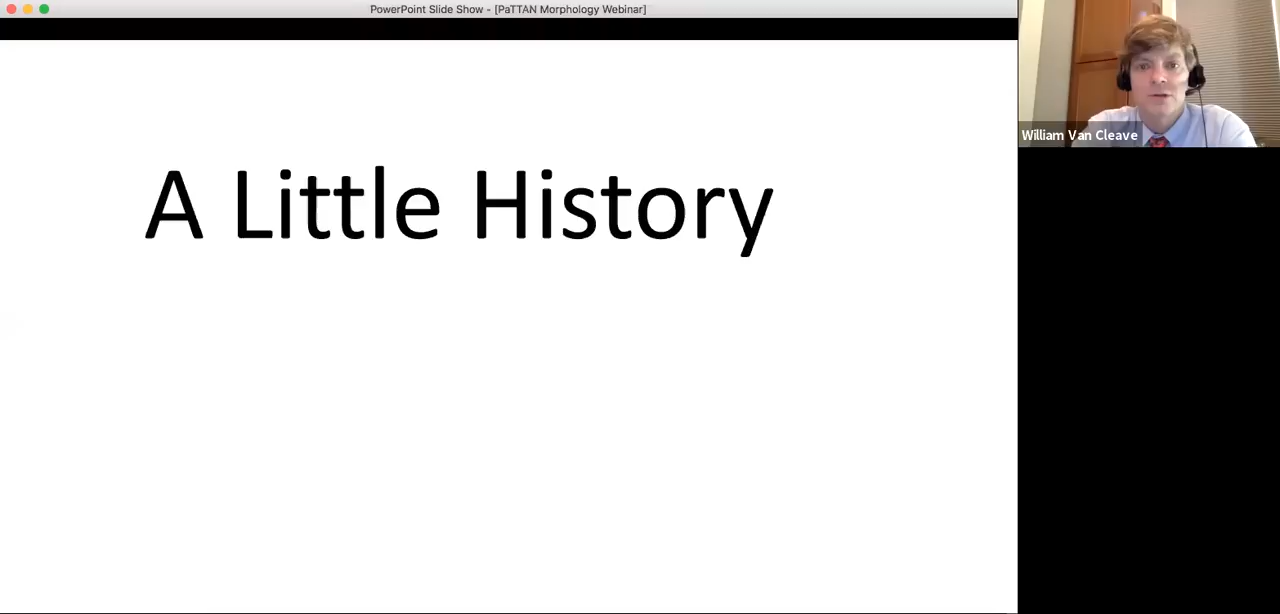 PowerPoint Slide Show - [PaTTAN Morphology Webinar]
A Little History
William Van Cleave